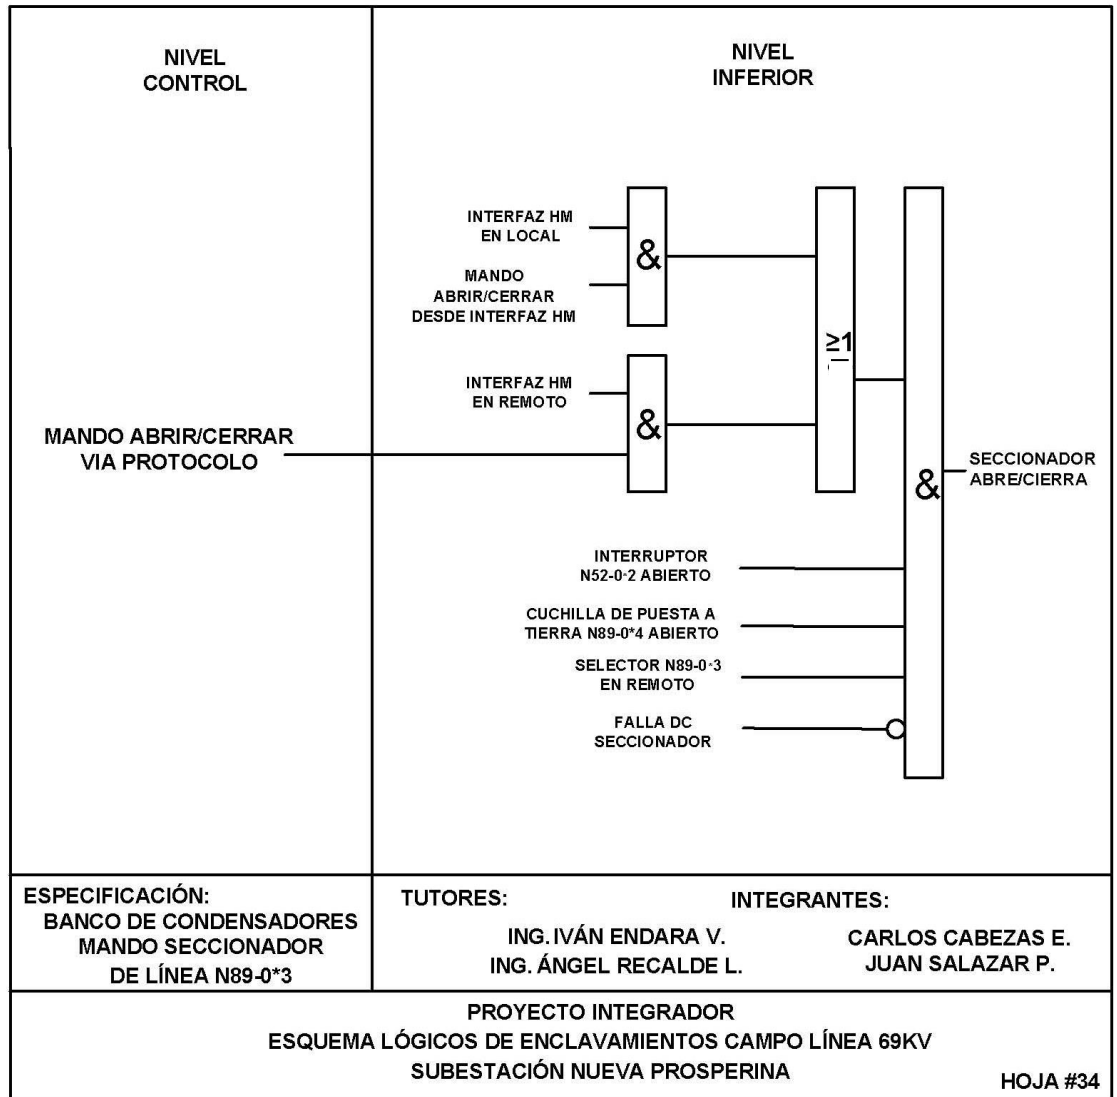 NIVEL
CONTROL
NIVEL
INFERIOR
INTERFAZ HM
EN LOCAL
MANDO
ABRIR/CERRAR
DESDE INTERFAZ HM
&
INTERFAZ HM
EN REMOTO
&
MANDO ABRIR/CERRAR
VIA PROTOCOLO
≥1
&
SECCIONADOR
ABRE/CIERRA
INTERRUPTOR
N52-0*2 ABIERTO
CUCHILLA DE PUESTA A
TIERRA N89-0*4 ABIERTO
SELECTOR N89-0*3
EN REMOTO
FALLA DC
SECCIONADOR
ESPECIFICACIÓN:
BANCO DE CONDENSADORES
MANDO SECCIONADOR
DE LÍNEA N89-0*3
TUTORES:
ING. IVÁN ENDARA V.
ING. ÁNGEL RECALDE L.
INTEGRANTES:
CARLOS CABEZAS E.
JUAN SALAZAR P.
PROYECTO INTEGRADOR
ESQUEMA LÓGICOS DE ENCLAVAMIENTOS CAMPO LÍNEA 69KV
SUBESTACIÓN NUEVA PROSPERINA
HOJA #34